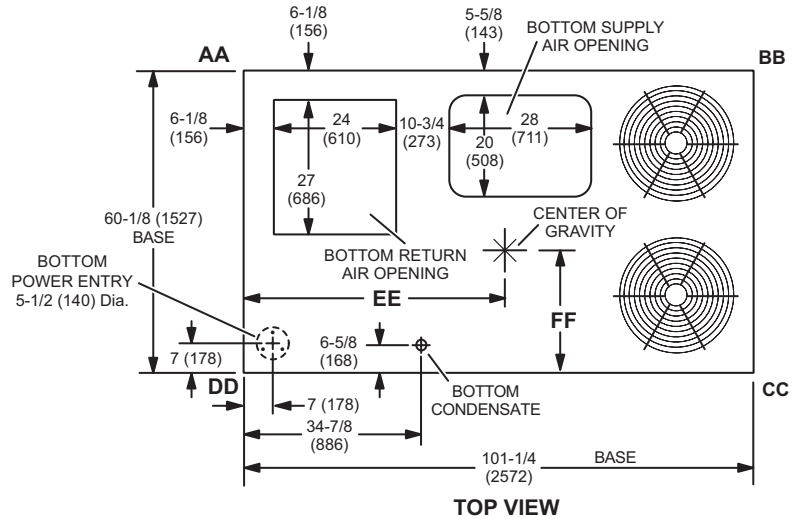 6-1/8
(156)
5-5/8
(143)
BOTTOM SUPPLY
AIR OPENING
AA
BB
6-1/8
(156)
24
(610)
10-3/4
(273)
28
(711)
20
(508)
27
(686)
60-1/8 (1527)
BASE
CENTER OF
GRAVITY
BOTTOM RETURN
AIR OPENING
BOTTOM
POWER ENTRY
5-1/2 (140) Dia.
EE
FF
7 (178)
6-5/8
(168)
DD
CC
7 (178)
BOTTOM
CONDENSATE
34-7/8
(886)
101-1/4
(2572)
BASE
TOP VIEW